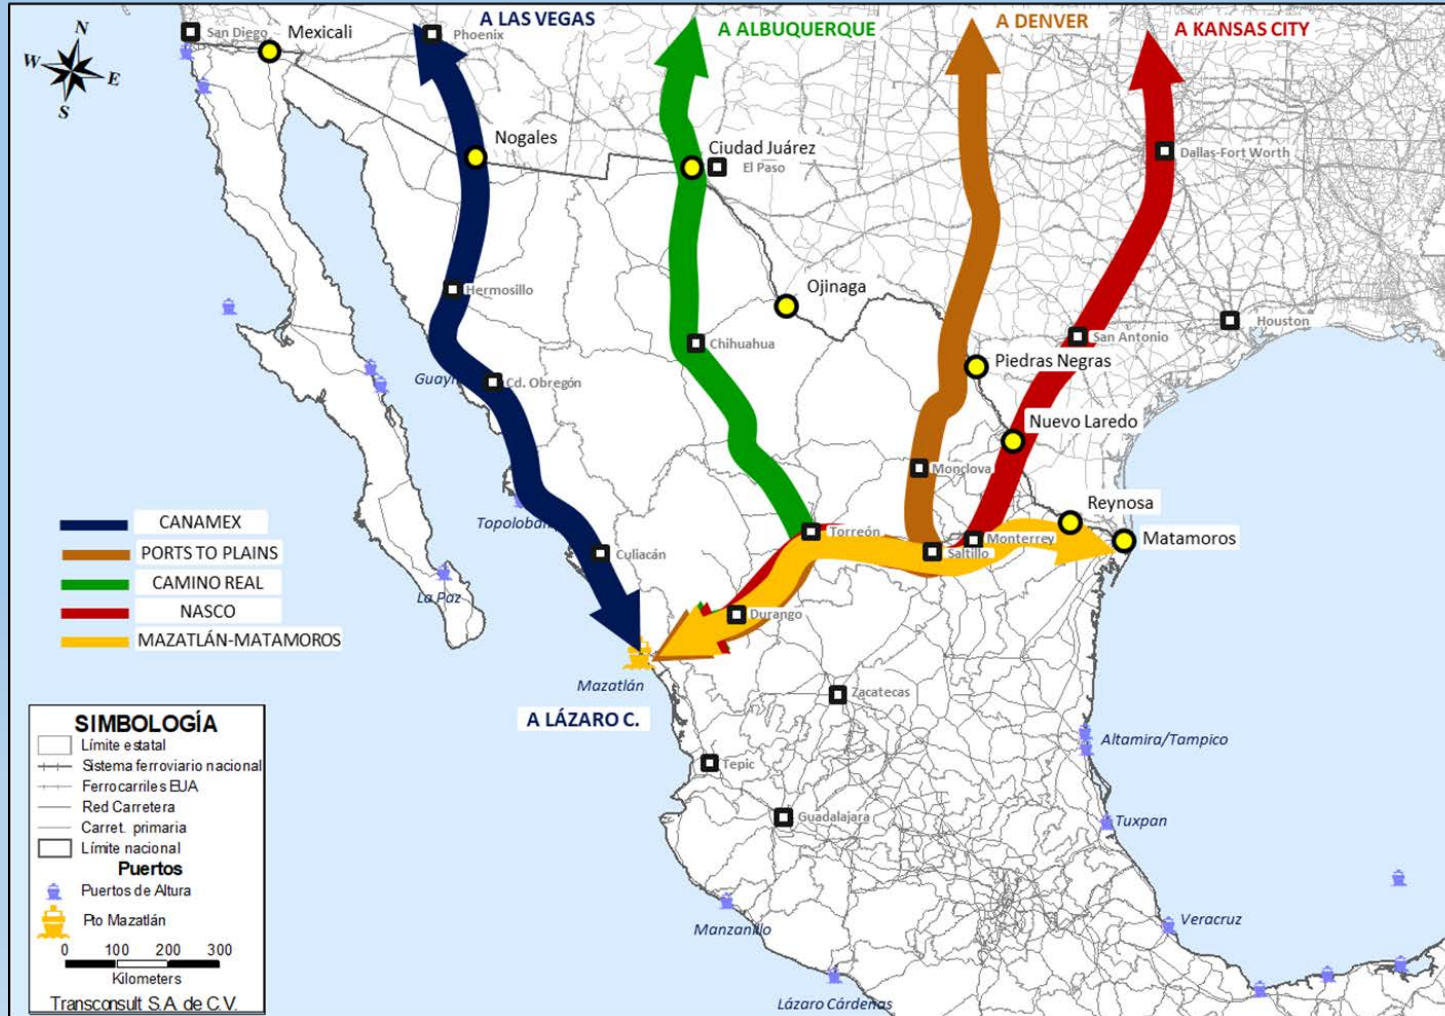 A LAS VEGAS
A ALBUQUERQUE
A DENVER
A KANSAS CITY
N
W
E
S
San Diego
Mexicali
Phoenix
Nogales
Ciudad Juárez
El Paso
Dallas-Fort Worth
Hermosillo
Ojinaga
Chihuahua
San Antonio
Houston
Piedras Negras
Cd. Obregón
Nuevo Laredo
Monclova
Reynosa
Matamoros
Torreón
Monterrey
Saltillo
Culiacán
La Paz
Durango
Mazatlán
A LÁZARO C.
Zacatecas
Tepic
Guadalajara
Altamira/Tampico
Tuxpan
Veracruz
Manzanillo
Lázaro Cárdenas
CANAMEX
PORTS TO PLAINS
CAMINO REAL
NASCO
MAZATLÁN-MATAMOROS
SIMBOLOGÍA
Límite estatal
Sistema ferroviario nacional
Ferrocarriles EUA
Red Carretera
Carret. primaria
Límite nacional
Puertos
Puertos de Altura
Pto Mazatlán
0 100 200 300
Kilometers
Transconsult S.A. de C.V.